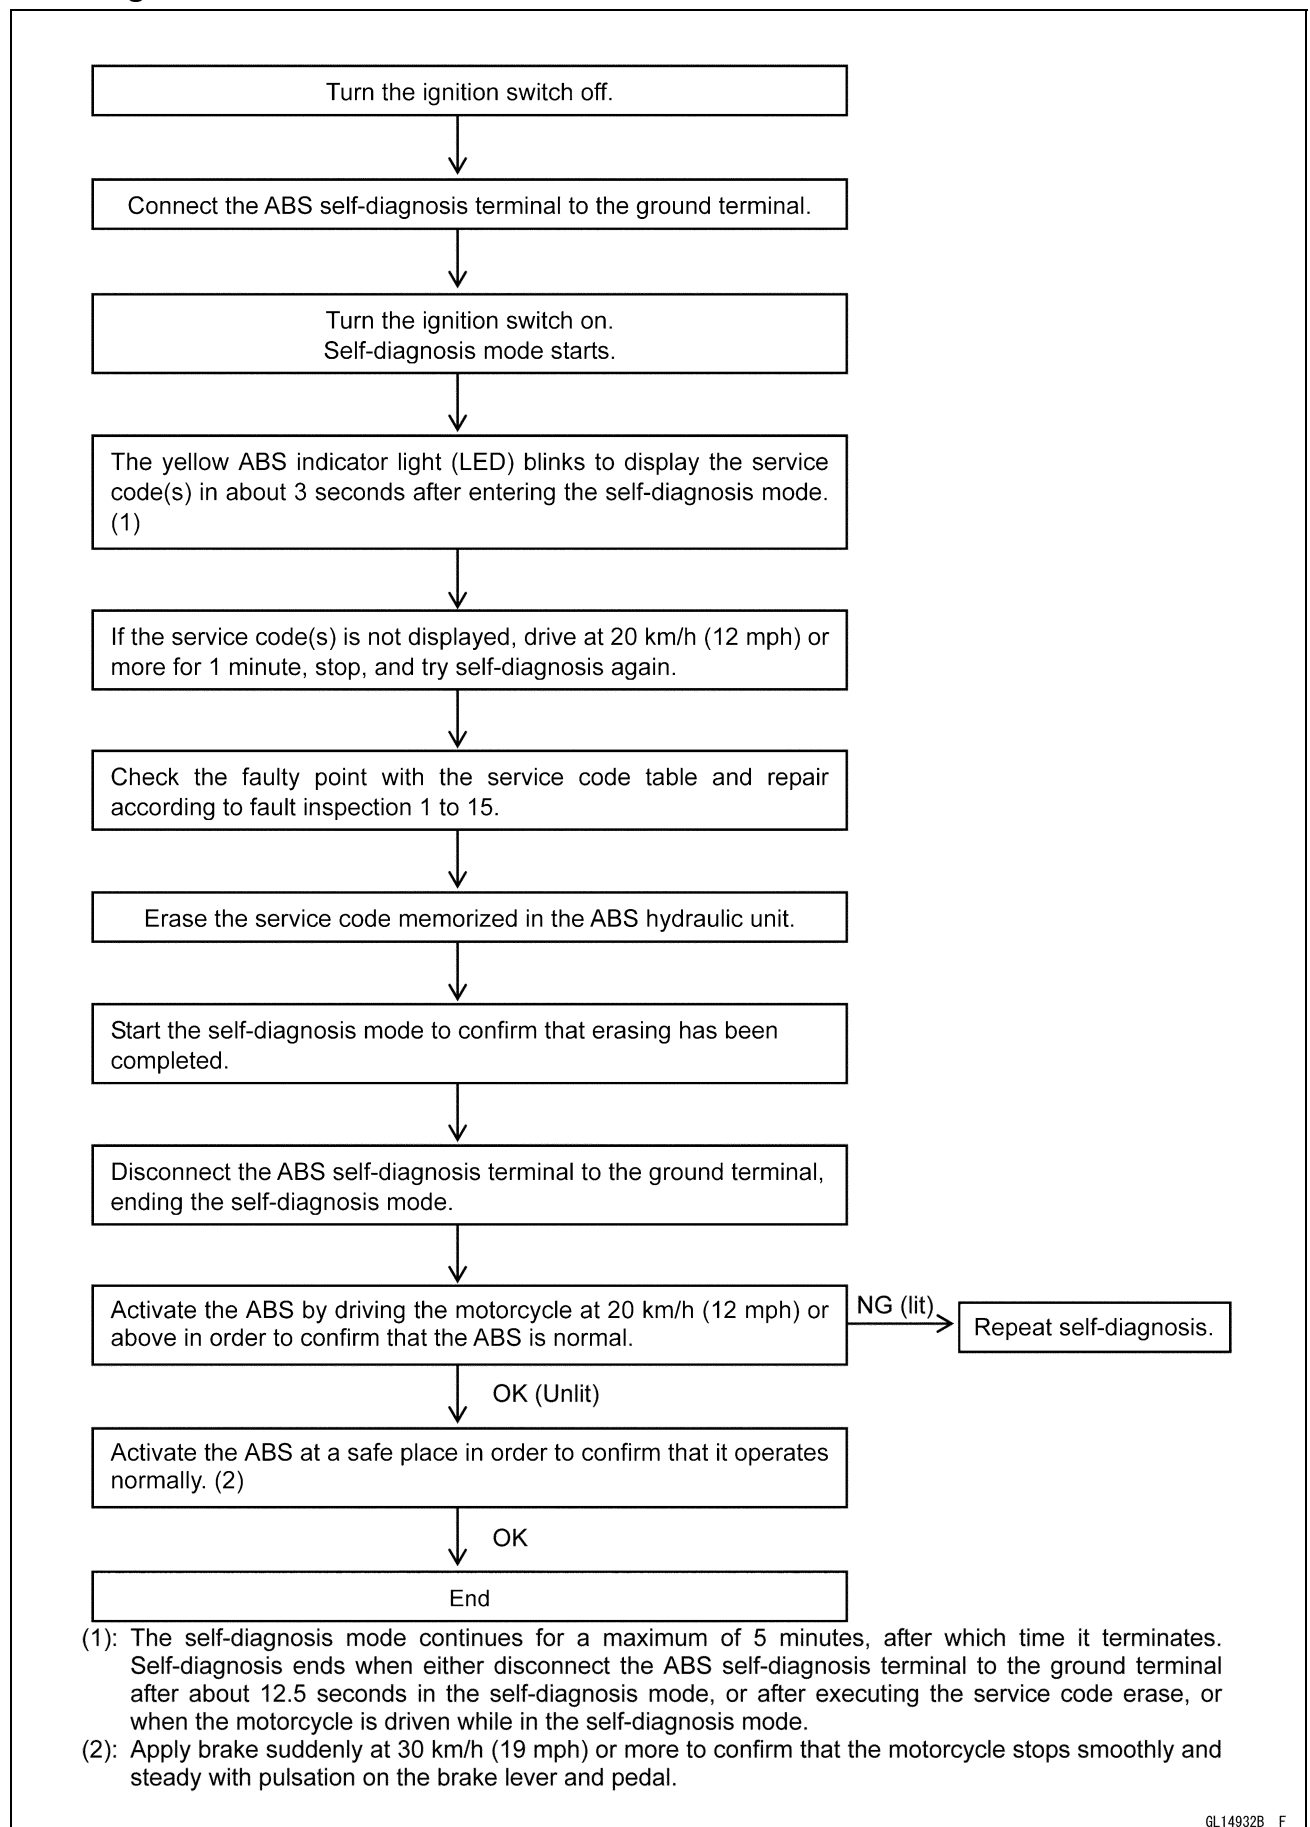 Turn the ignition switch off.
Connect the ABS self-diagnosis terminal to the ground terminal.
Turn the ignition switch on.
Self-diagnosis mode starts.
The yellow ABS indicator light (LED) blinks to display the service
code(s) in about 3 seconds after entering the self-diagnosis mode.
(1)
If the service code(s) is not displayed, drive at 20 km/h (12 mph) or
more for 1 minute, stop, and try self-diagnosis again.
Check the faulty point with the service code table and repair
according to fault inspection 1 to 15.
Erase the service code memorized in the ABS hydraulic unit.
Start the self-diagnosis mode to confirm that erasing has been
completed.
Disconnect the ABS self-diagnosis terminal to the ground terminal,
ending the self-diagnosis mode.
Activate the ABS by driving the motorcycle at 20 km/h (12 mph) or
above in order to confirm that the ABS is normal.
NG (lit)
Repeat self-diagnosis.
OK (Unlit)
Activate the ABS at a safe place in order to confirm that it operates
normally. (2)
OK
End
(1): The self-diagnosis mode continues for a maximum of 5 minutes, after which time it terminates.
Self-diagnosis ends when either disconnect the ABS self-diagnosis terminal to the ground terminal
after about 12.5 seconds in the self-diagnosis mode, or after executing the service code erase, or
when the motorcycle is driven while in the self-diagnosis mode.
(2): Apply brake suddenly at 30 km/h (19 mph) or more to confirm that the motorcycle stops smoothly and
steady with pulsation on the brake lever and pedal.
GL14932B F